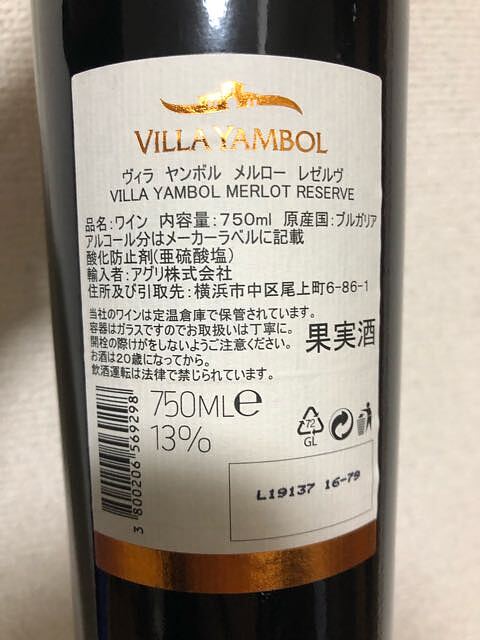 VILLA YAMBOL
ヴィラ ヤンボル メルロー レゼルヴ
VILLA YAMBOL MERLOT RESERVE
品名:ワイン 内容量:750ml 原産国:ブルガリア
アルコール分はメーカーラベルに記載
酸化防止剤(亜硫酸塩)
輸入者:アグリ株式会社
住所及び引取先:横浜市中区尾上町6-86-1
当社のワインは定温倉庫で保管されています。
容器はガラスですのでお取扱いは丁寧に。
開栓の際けがをしないようご注意ください。
お酒は20歳になってから。
飲酒運転は法律で禁じられています。
果実酒
750MLe
13%
72
GL
L19137 16-79
3800206569298